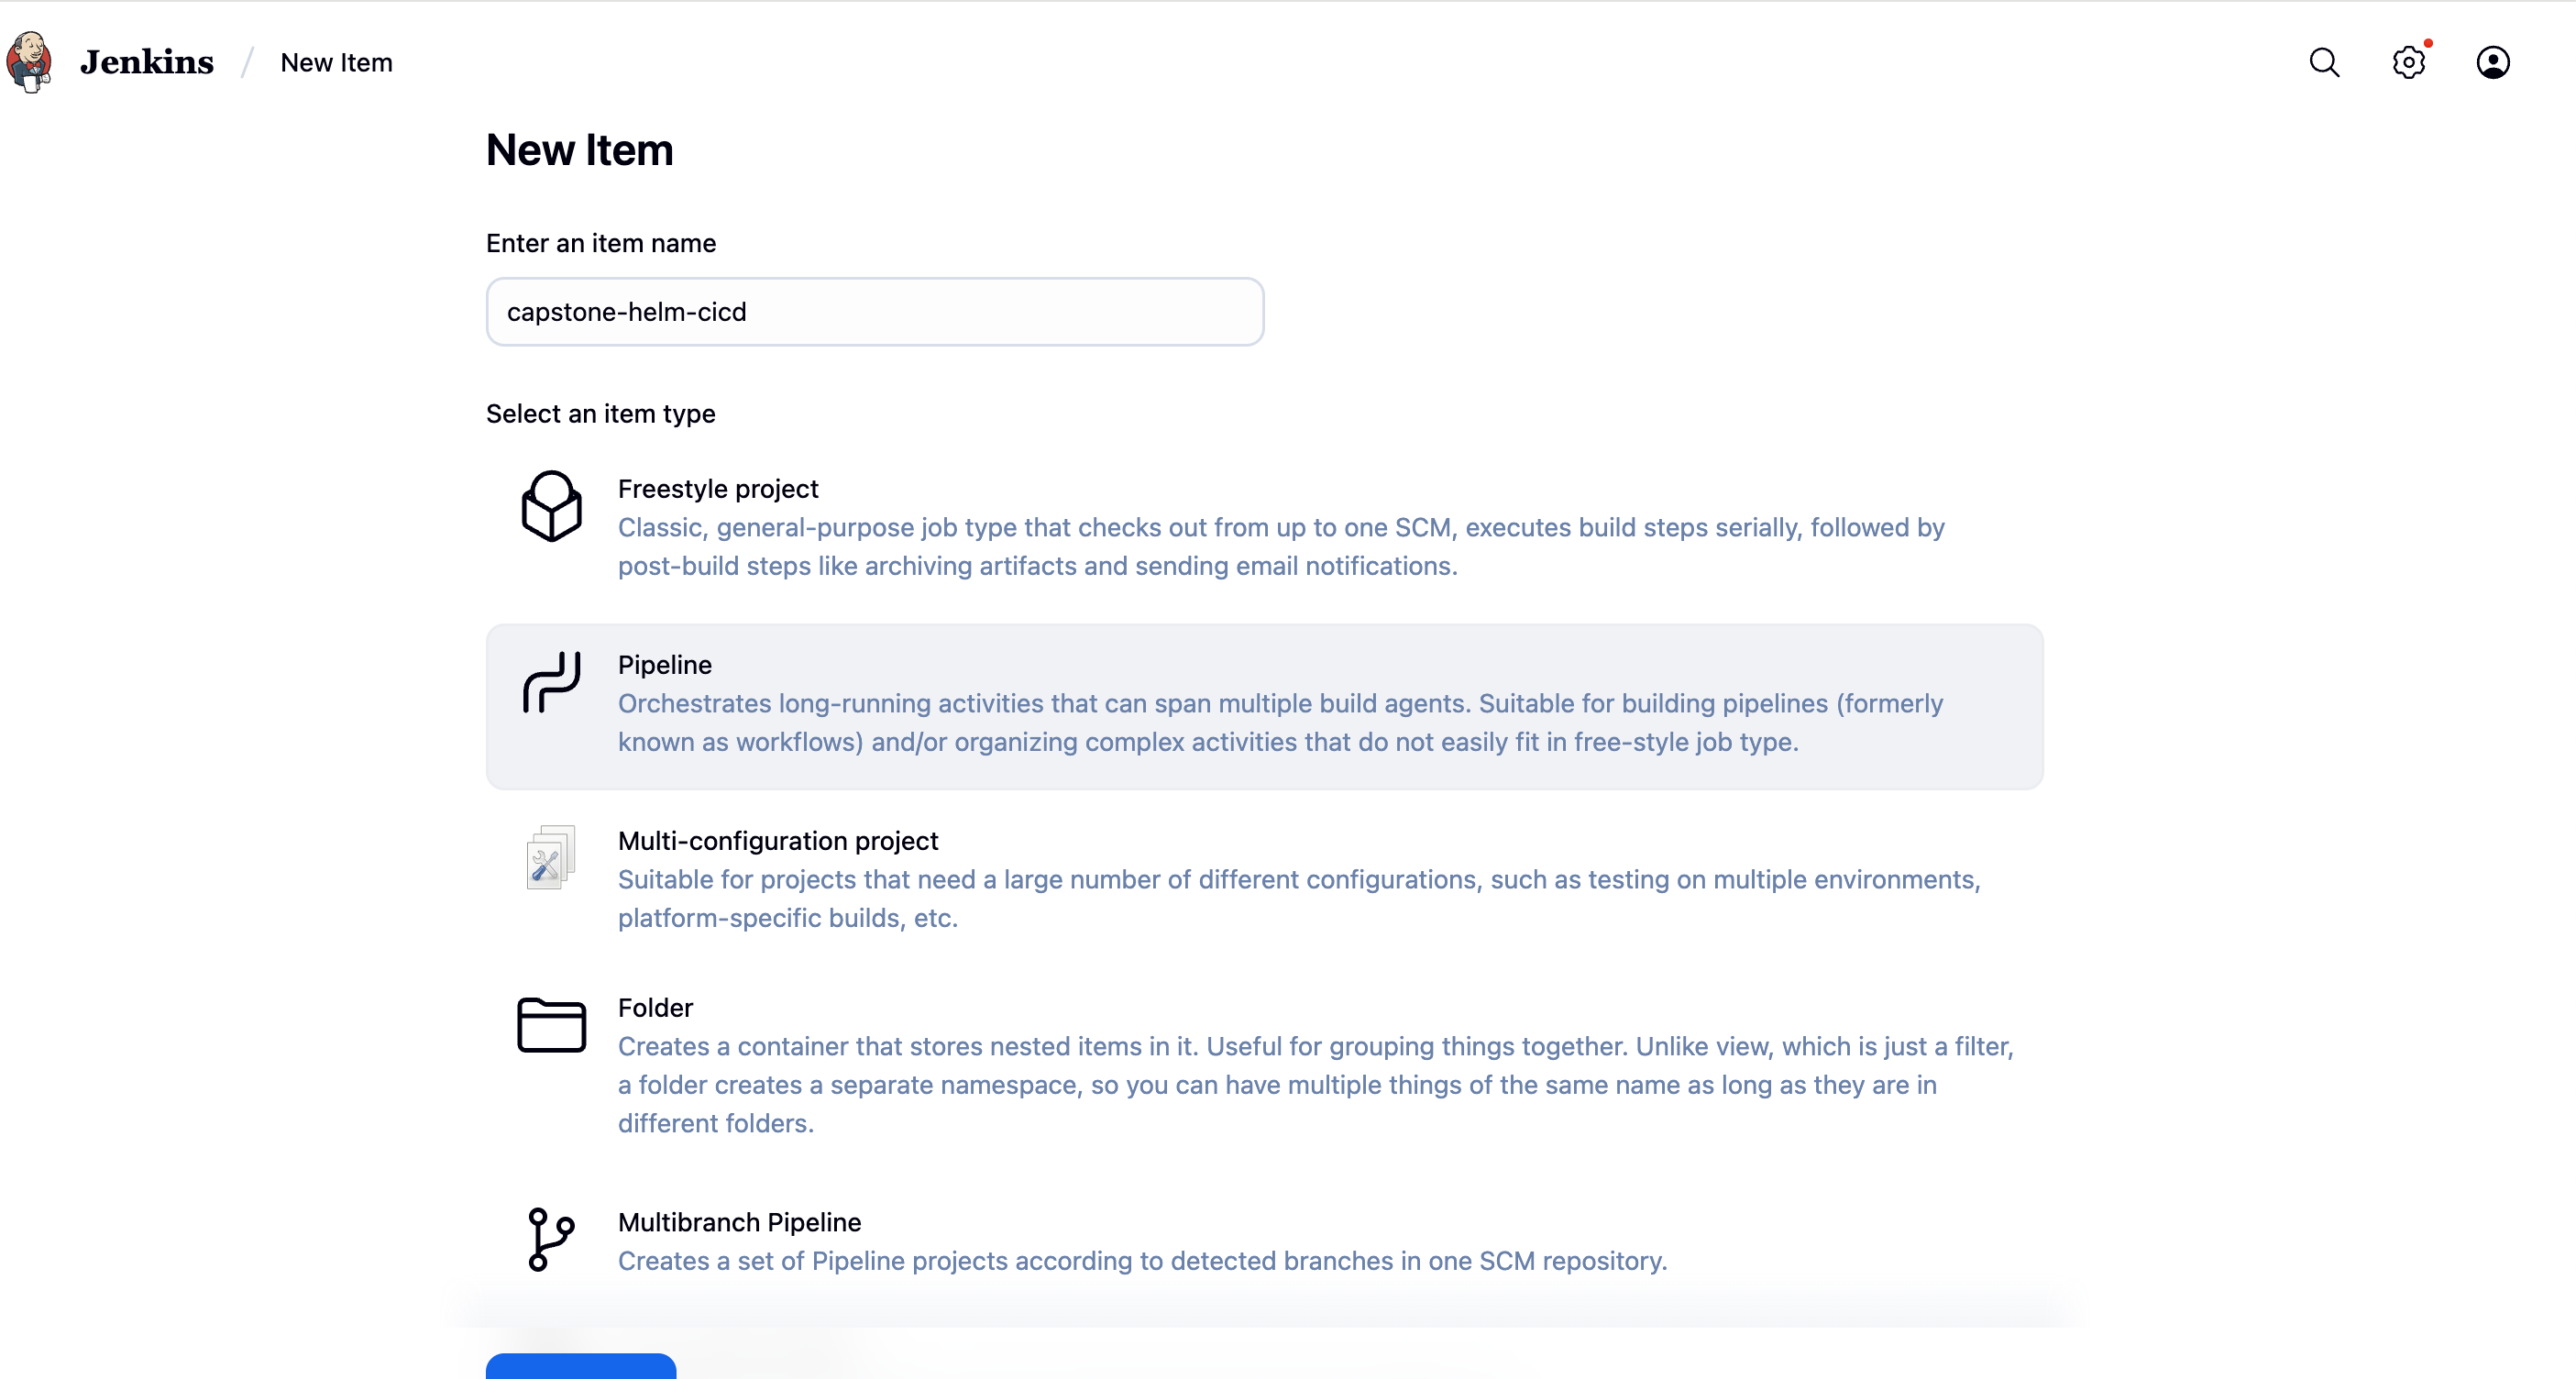 Jenkins / New Item
New Item
Enter an item name
capstone-helm-cicd
Select an item type
Freestyle project
Classic, general-purpose job type that checks out from up to one SCM, executes build steps serially, followed by
post-build steps like archiving artifacts and sending email notifications.
Pipeline
Orchestrates long-running activities that can span multiple build agents. Suitable for building pipelines (formerly
known as workflows) and/or organizing complex activities that do not easily fit in free-style job type.
Multi-configuration project
Suitable for projects that need a large number of different configurations, such as testing on multiple environments,
platform-specific builds, etc.
Folder
Creates a container that stores nested items in it. Useful for grouping things together. Unlike view, which is just a filter,
a folder creates a separate namespace, so you can have multiple things of the same name as long as they are in
different folders.
Multibranch Pipeline
Creates a set of Pipeline projects according to detected branches in one SCM repository.